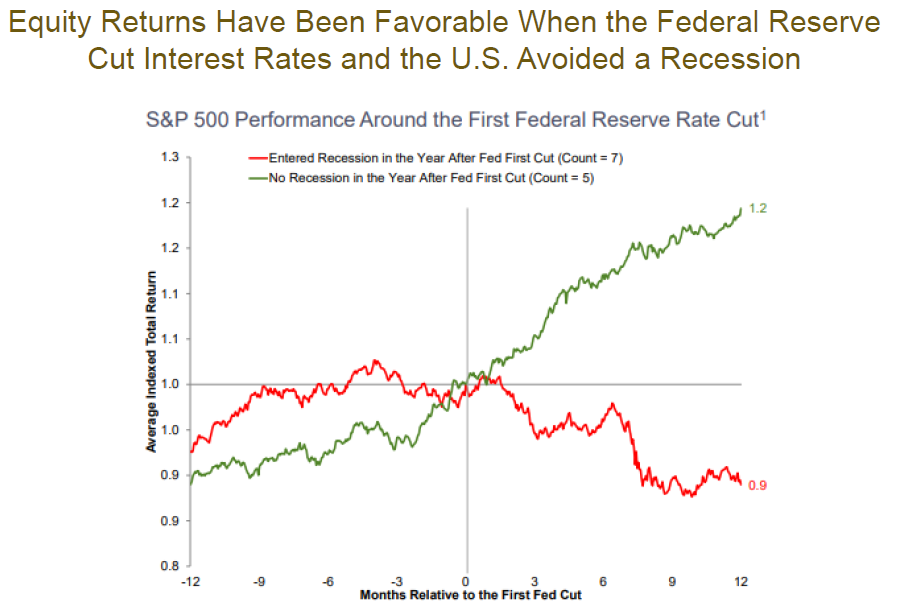 Equity Returns Have Been Favorable When the Federal Reserve
Cut Interest Rates and the U.S. Avoided a Recession
S&P 500 Performance Around the First Federal Reserve Rate Cut¹
Entered Recession in the Year After Fed First Cut (Count = 7)
No Recession in the Year After Fed First Cut (Count = 5)
Average Indexed Total Return
1.3
1.2
1.2
1.1
1.1
1.0
1.0
0.9
0.9
0.8
1.2
0.9
-12 -9 -6 -3 0 3 6 9 12
Months Relative to the First Fed Cut